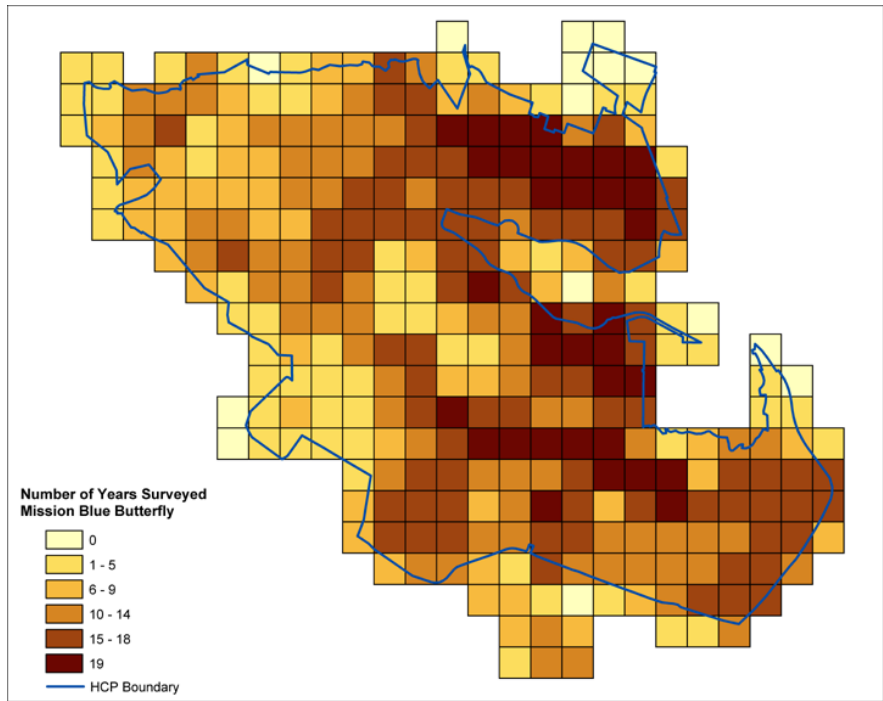 Number of Years Surveyed
Mission Blue Butterfly
0
1 - 5
6 - 9
10 - 14
15 - 18
19
HCP Boundary